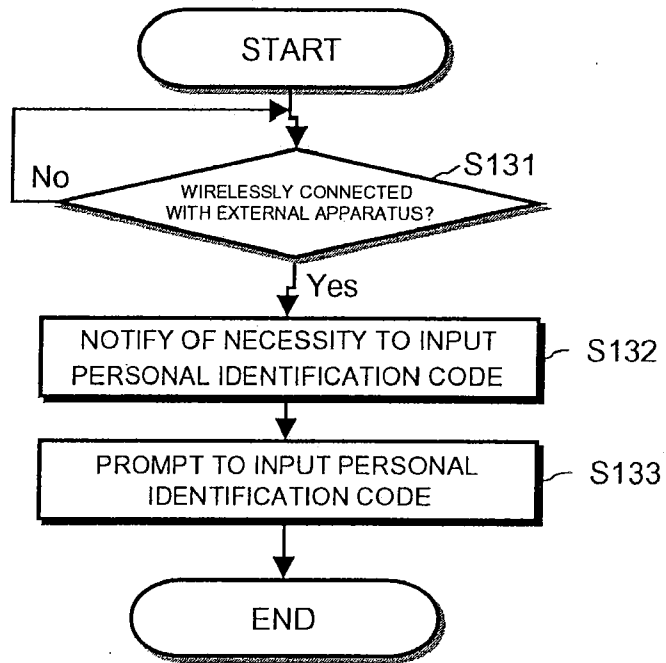 START
S131
No
WIRELESSLY CONNECTED
WITH EXTERNAL APPARATUS?
Yes
NOTIFY OF NECESSITY TO INPUT
PERSONAL IDENTIFICATION CODE
S132
PROMPT TO INPUT PERSONAL
IDENTIFICATION CODE
S133
END